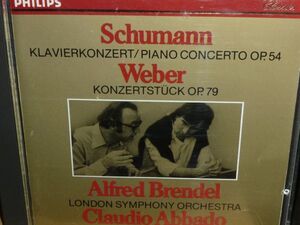 PHILIPS
Schumann
KLAVIERKONZERT/PIANO CONCERTO OP. 54
Weber
KONZERTSTÜCK OP. 79
Alfred Brendel
LONDON SYMPHONY ORCHESTRA
Claudio Abbado